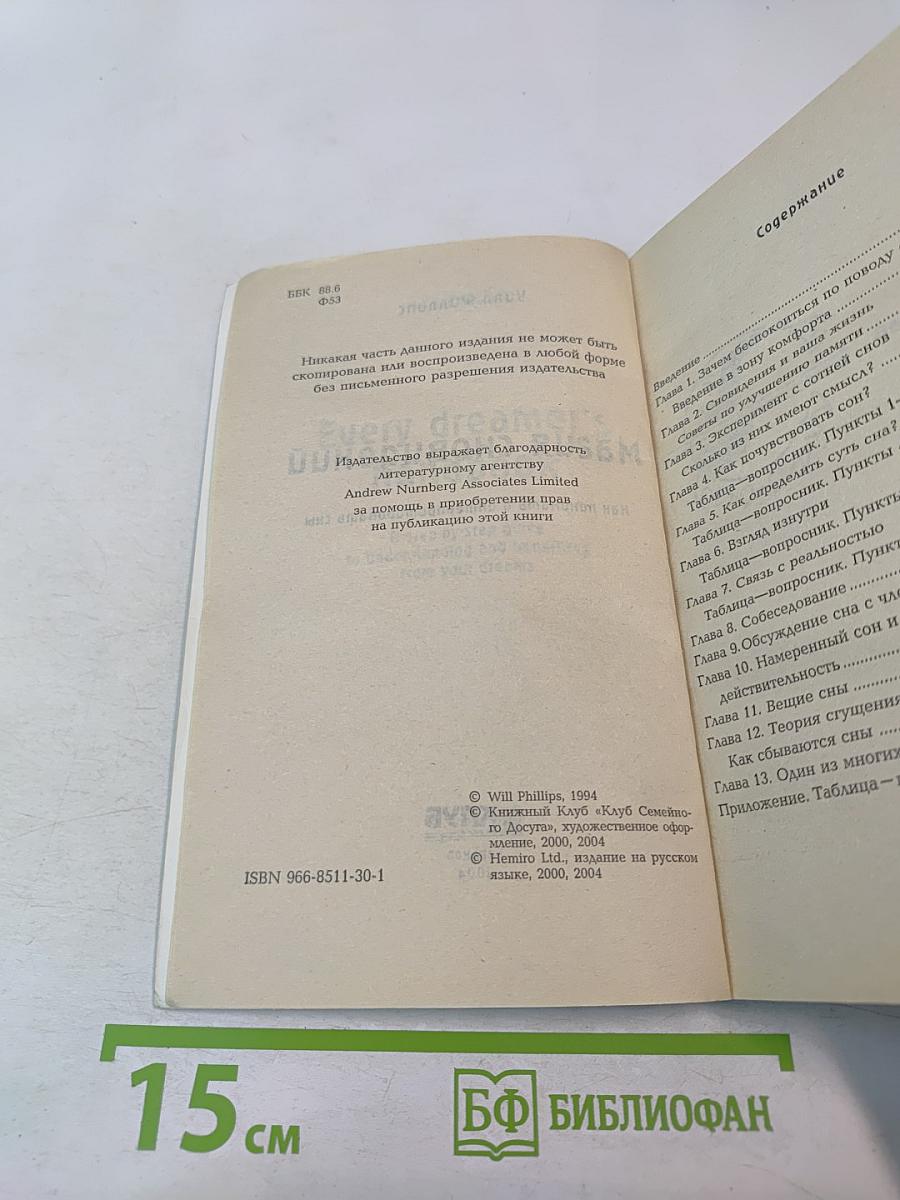 ББК 88.6
Ф53
Никакая часть данного издания не может быть
скопирована или воспроизведена в любой форме
без письменного разрешения издательства
Издательство выражает благодарность
литературному агентству
Andrew Nurnberg Associates Limited
за помощь в приобретении прав
на публикацию этой книги
© Will Phillips, 1994
© Книжный Клуб «Клуб Семейно-
го Досуга», художественное офор-
мление, 2000, 2004
© Hemiro Ltd., издание на русском
языке, 2000, 2004
ISBN 966-8511-30-1
Содержание
Введение
Глава 1. Зачем беспокоиться по поводу
Введение в зону комфорта
Глава 2. Сновидения и ваша жизнь
Советы по улучшению памяти
Глава 3. Эксперимент с сотней снов
Сколько из них имеют смысл?
Глава 4. Как почувствовать сон?
Таблица—вопросник. Пункты 1-
Глава 5. Как определить суть сна?
Таблица—вопросник. Пункты
Глава 6. Взгляд изнутри
Таблица—вопросник. Пункты
Глава 7. Связь с реальностью
Таблица—вопросник. Пункт
Глава 8. Собеседование
Глава 9.Обсуждение сна с
Глава 10. Намеренный сон и
действительность
Глава 11. Вещие сны
Глава 12. Теория сгущения
Как сбываются сны
Глава 13. Один из многих
Приложение. Таблица—
15 см
БФ БИБЛИОФАН